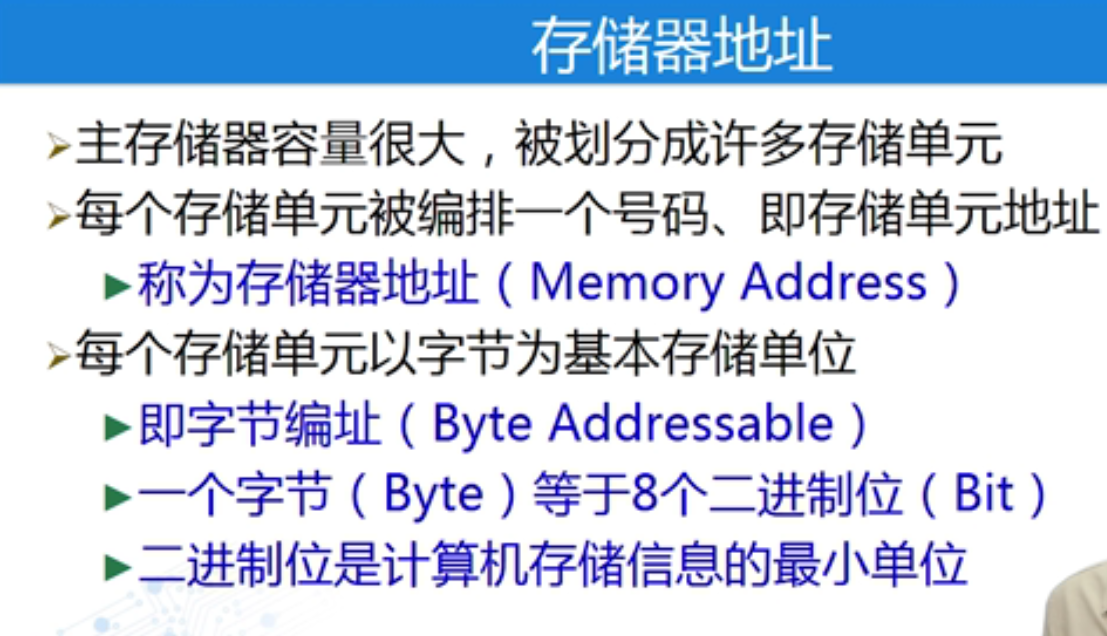 存储器地址
➢主存储器容量很大，被划分成许多存储单元
➢每个存储单元被编排一个号码、即存储单元地址
►称为存储器地址（Memory Address）
➢每个存储单元以字节为基本存储单位
►即字节编址（Byte Addressable）
►一个字节（Byte）等于8个二进制位（Bit）
►二进制位是计算机存储信息的最小单位